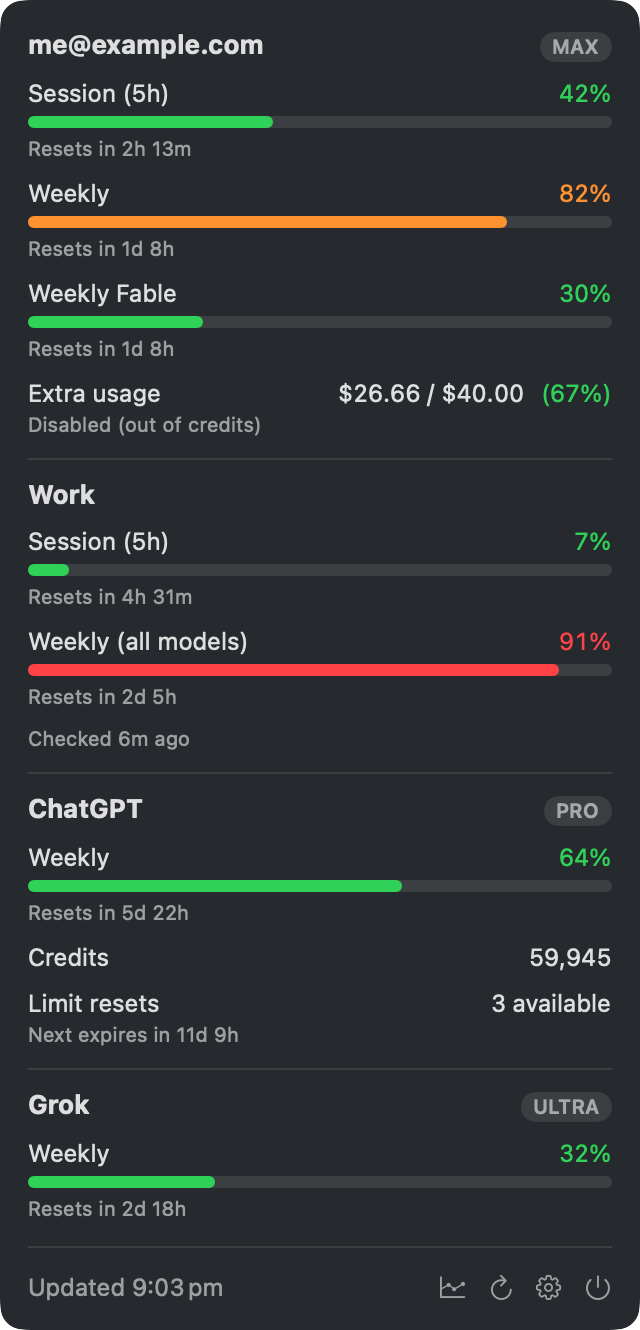 me@example.com MAX
Session (5h) 42%
Resets in 2h 13m
Weekly 82%
Resets in 1d 8h
Weekly Fable 30%
Resets in 1d 8h
Extra usage $26.66 / $40.00 (67%)
Disabled (out of credits)
Work
Session (5h) 7%
Resets in 4h 31m
Weekly (all models) 91%
Resets in 2d 5h
Checked 6m ago
ChatGPT PRO
Weekly 64%
Resets in 5d 22h
Credits 59,945
Limit resets 3 available
Next expires in 11d 9h
Grok ULTRA
Weekly 32%
Resets in 2d 18h
Updated 9:03 pm